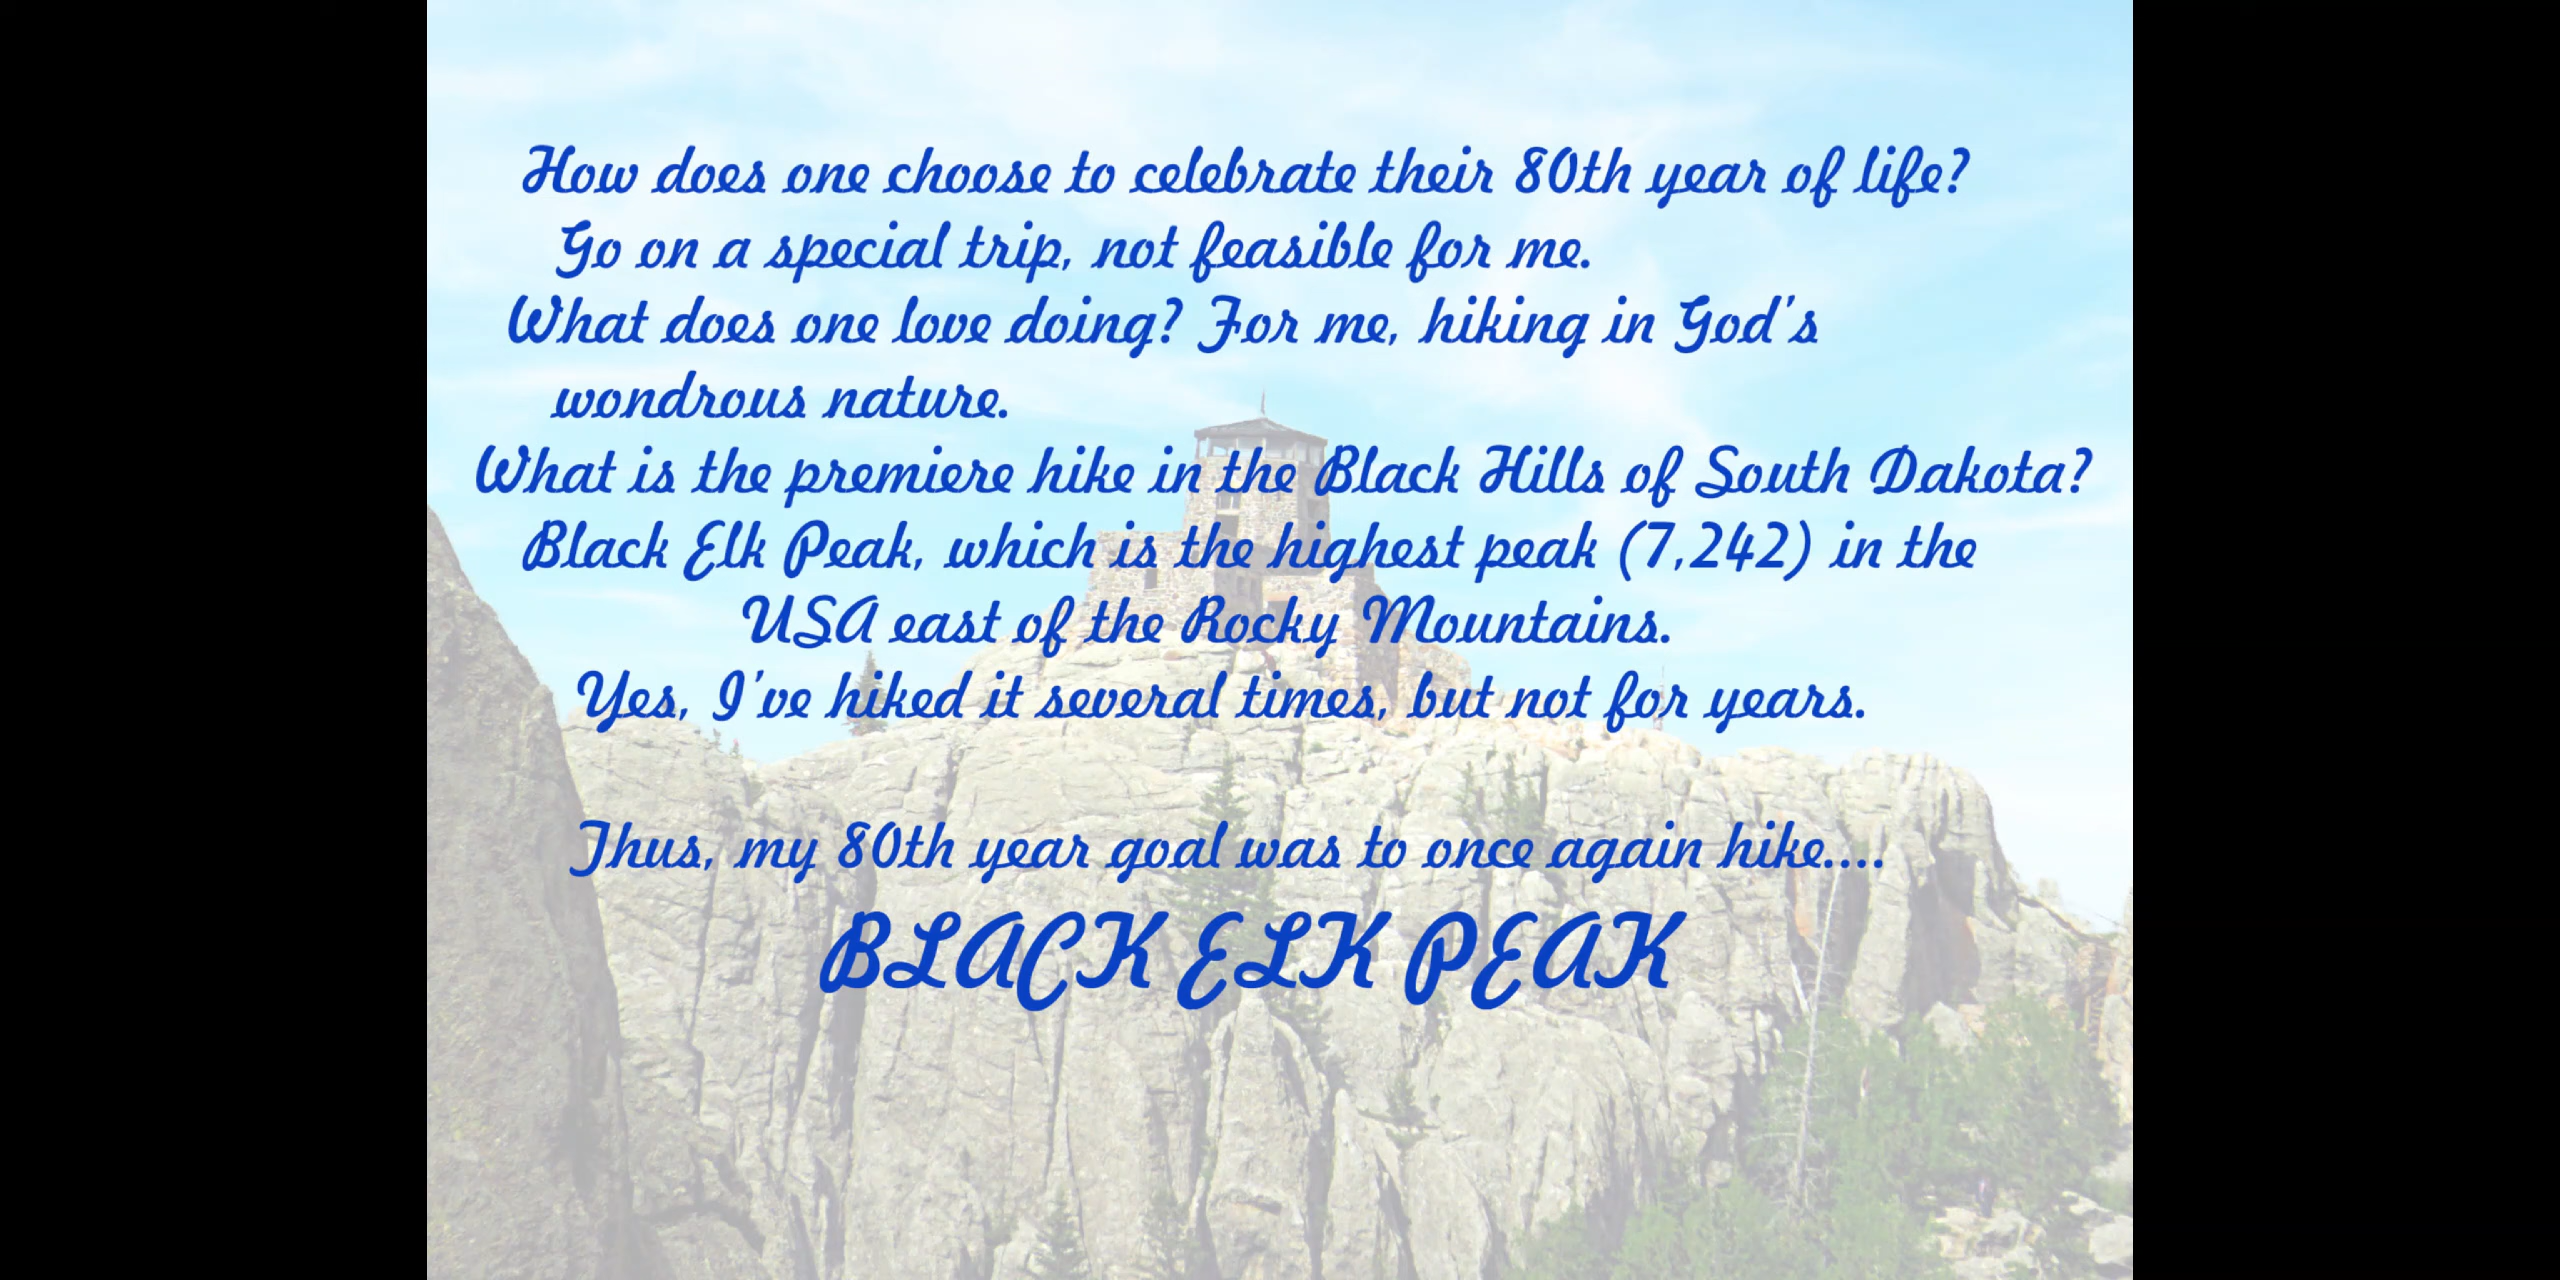 How does one choose to celebrate their 80th year of life?
Go on a special trip, not feasible for me.
What does one love doing? For me, hiking in God's
wondrous nature.
What is the premiere hike in the Black Hills of South Dakota?
Black Elk Peak, which is the highest peak (7,242) in the
USA east of the Rocky Mountains.
Yes, I've hiked it several times, but not for years.
Thus, my 80th year goal was to once again hike....
BLACK ELK PEAK